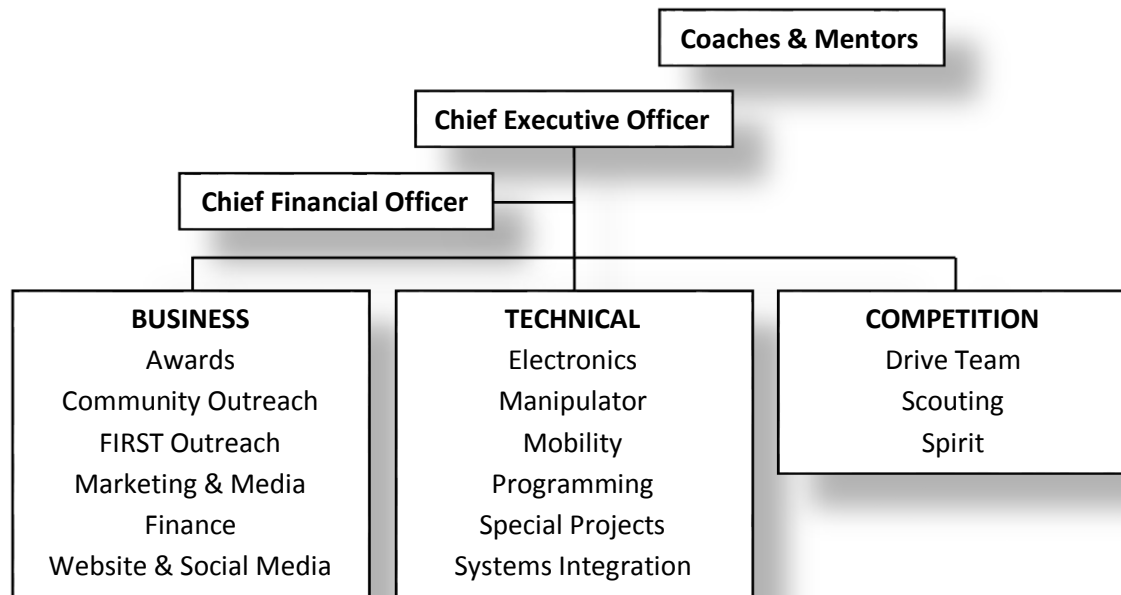 Coaches & Mentors
Chief Executive Officer
Chief Financial Officer
BUSINESS
Awards
Community Outreach
FIRST Outreach
Marketing & Media
Finance
Website & Social Media
TECHNICAL
Electronics
Manipulator
Mobility
Programming
Special Projects
Systems Integration
COMPETITION
Drive Team
Scouting
Spirit